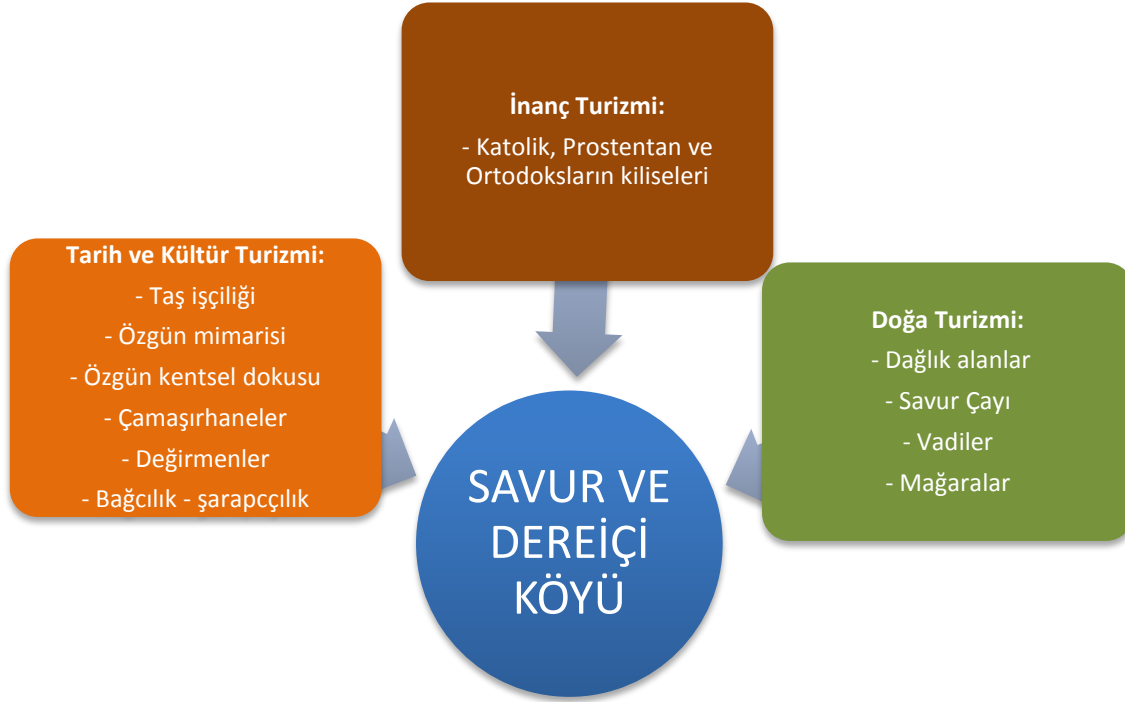 İnanç Turizmi:
- Katolik, Prostentan ve
Ortodoksların kiliseleri
Tarih ve Kültür Turizmi:
- Taş işçiliği
- Özgün mimarisi
- Özgün kentsel dokusu
- Çamaşırhaneler
- Değirmenler
- Bağcılık - şarapcçılık
Doğa Turizmi:
- Dağlık alanlar
- Savur Çayı
- Vadiler
- Mağaralar
SAVUR VE
DEREİÇİ
KÖYÜ